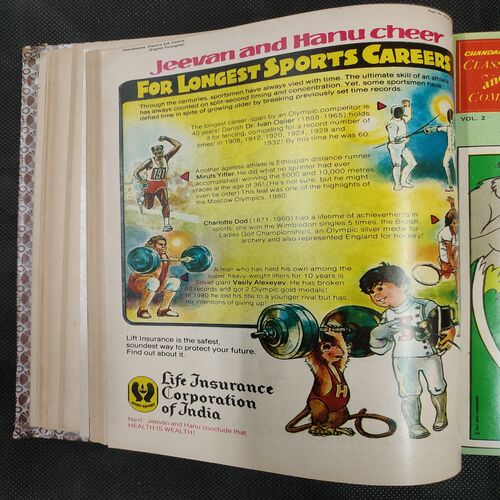 Chandamama Classics and Comics
(English Fortnightly)
Jeevan and Hanu cheer
FOR LONGEST SPORTS CAREERS
Through the centuries, sportsmen have always vied with time. The ultimate skill of an athlete
has always counted on split-second timing and concentration. Yet, some sportsmen have
defied time in spite of growing older by breaking previously set time records.
The longest career-span by an Olympic competitor is
40 years! Danish Dr. Ivan Osiier (1888-1965) holds
it for fencing, competing for a record number of
times: in 1908, 1912, 1920, 1924, 1928 and
1932! By this time he was 60.
Another ageless athlete is Ethiopian distance runner
Miruts Yifter. He did what no sprinter had ever
accomplished; winning the 5000 and 10,000 metres
races at the age of 36! (He's not sure, but he might
even be older) This feat was one of the highlights of
the Moscow Olympics, 1980.
191
Charlotte Dod (1871-1960) had a lifetime of achievements in
sports: she won the Wimbledon singles 5 times, the British
Ladies Golf Championships, an Olympic silver medal for
archery and also represented England for hockey!
A man who has held his own among the
super heavy-weight lifters for 10 years is
Soviet giant Vasily Alexeyev. He has broken
80 records and got 2 Olympic gold medals!
In 1980 he lost his title to a younger rival but has
no intentions of giving up!
Lift Insurance is the safest,
soundest way to protect your future.
Find out about it.
H
Life Insurance
Corporation
of India
Next: Jeevan and Hanu conclude that
HEALTH IS WEALTH!
CHANDA
CLASS
an
COM
VOL. 2